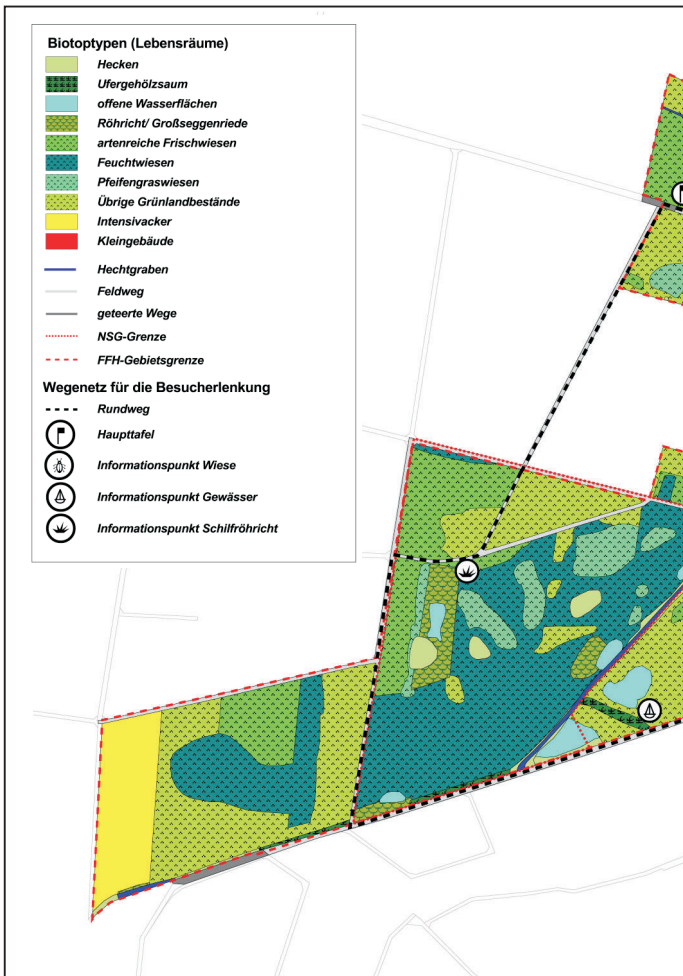 Biotoptypen (Lebensräume)
Hecken
Ufergehölzsaum
offene Wasserflächen
Röhricht/ Großseggenriede
artenreiche Frischwiesen
Feuchtwiesen
Pfeifengraswiesen
Übrige Grünlandbestände
Intensivacker
Kleingebäude
Hechtgraben
Feldweg
geteerte Wege
NSG-Grenze
FFH-Gebietsgrenze
Wegenetz für die Besucherlenkung
Rundweg
Haupttafel
Informationspunkt Wiese
Informationspunkt Gewässer
Informationspunkt Schilfröhricht